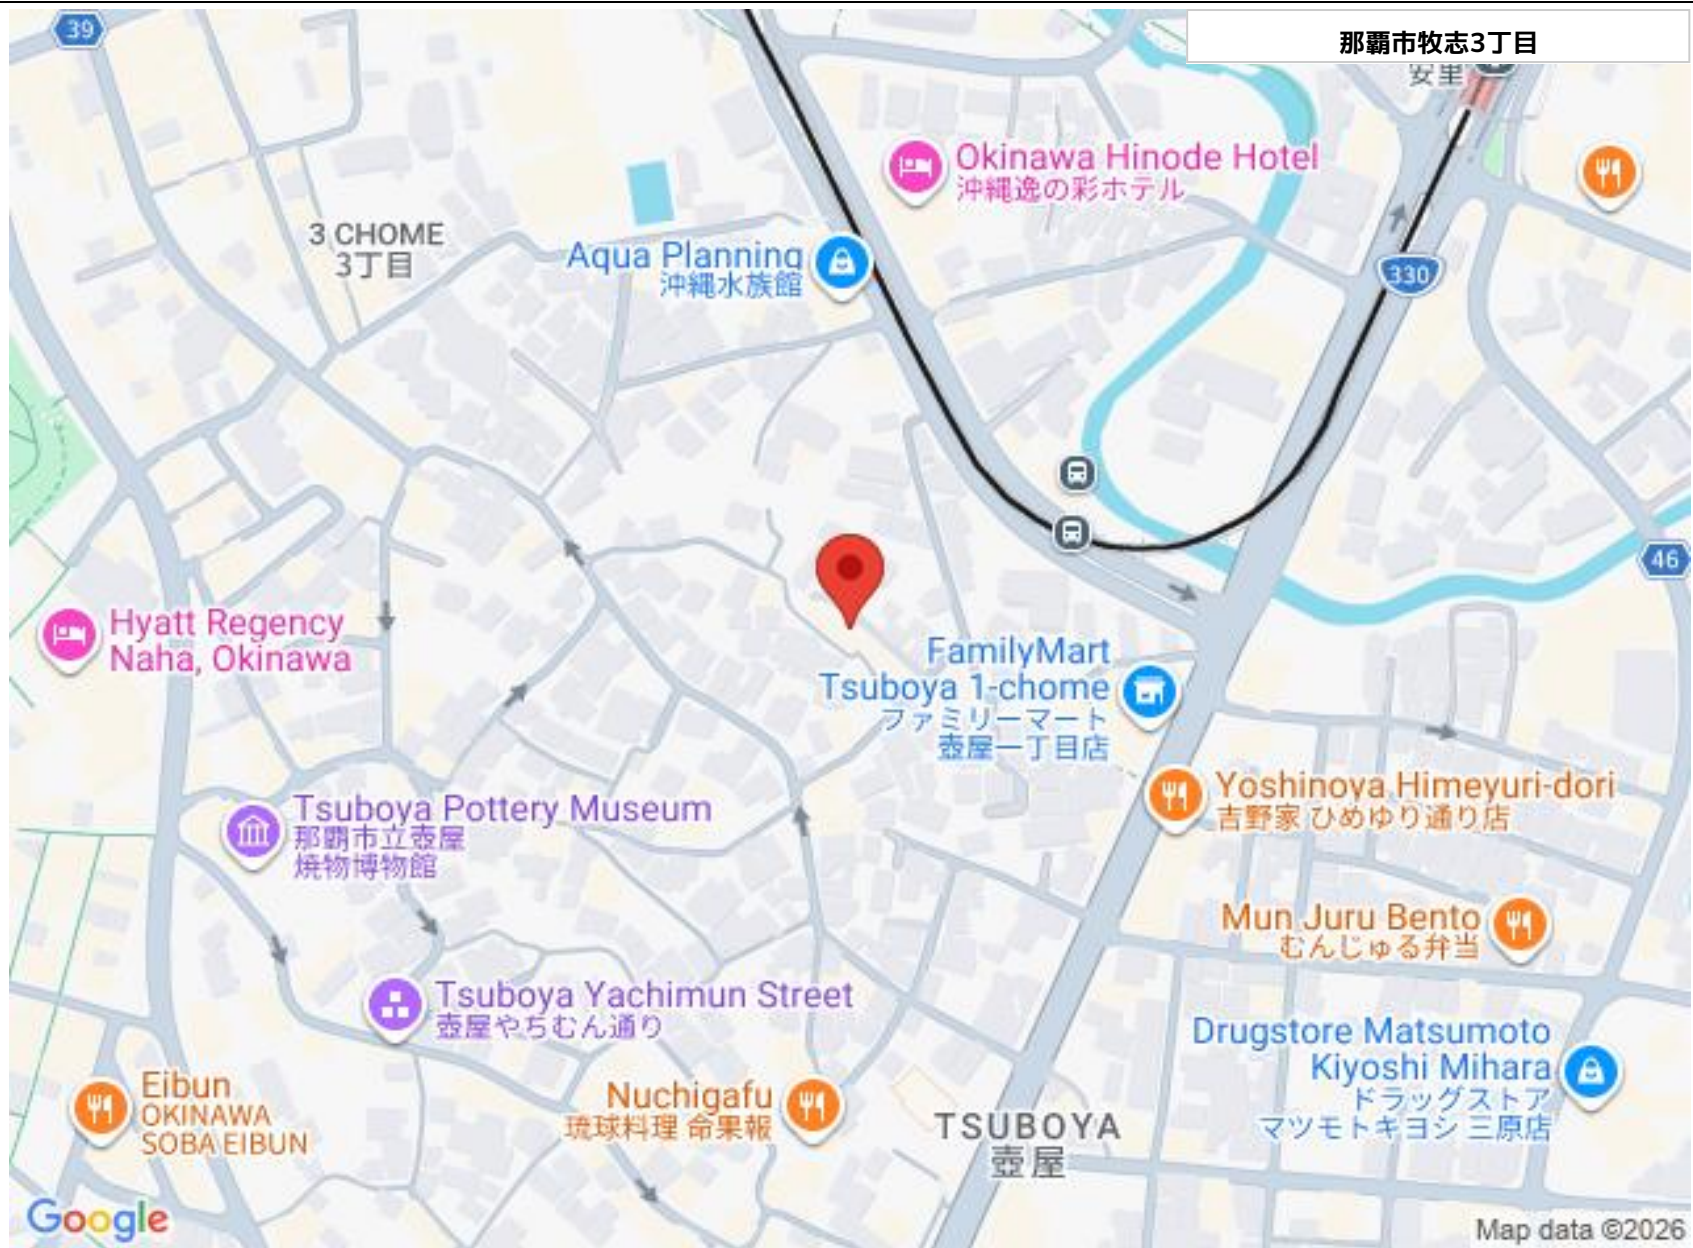 39
那覇市牧志3丁目
安里
Okinawa Hinode Hotel
沖縄逸の彩ホテル
3 CHOME
3丁目
Aqua Planning
沖縄水族館
330
46
Hyatt Regency
Naha, Okinawa
FamilyMart
Tsuboya 1-chome
ファミリーマート
壺屋一丁目店
Yoshinoya Himeyuri-dori
吉野家 ひめゆり通り店
Tsuboya Pottery Museum
那覇市立壺屋
焼物博物館
Mun Juru Bento
むんじゅる弁当
Tsuboya Yachimun Street
壺屋やちむん通り
Drugstore Matsumoto
Kiyoshi Mihara
ドラッグストア
マツモトキヨシ 三原店
Eibun
OKINAWA
SOBA EIBUN
Nuchigafu
琉球料理 命果報
TSUBOYA
壺屋
Google
Map data ©2026